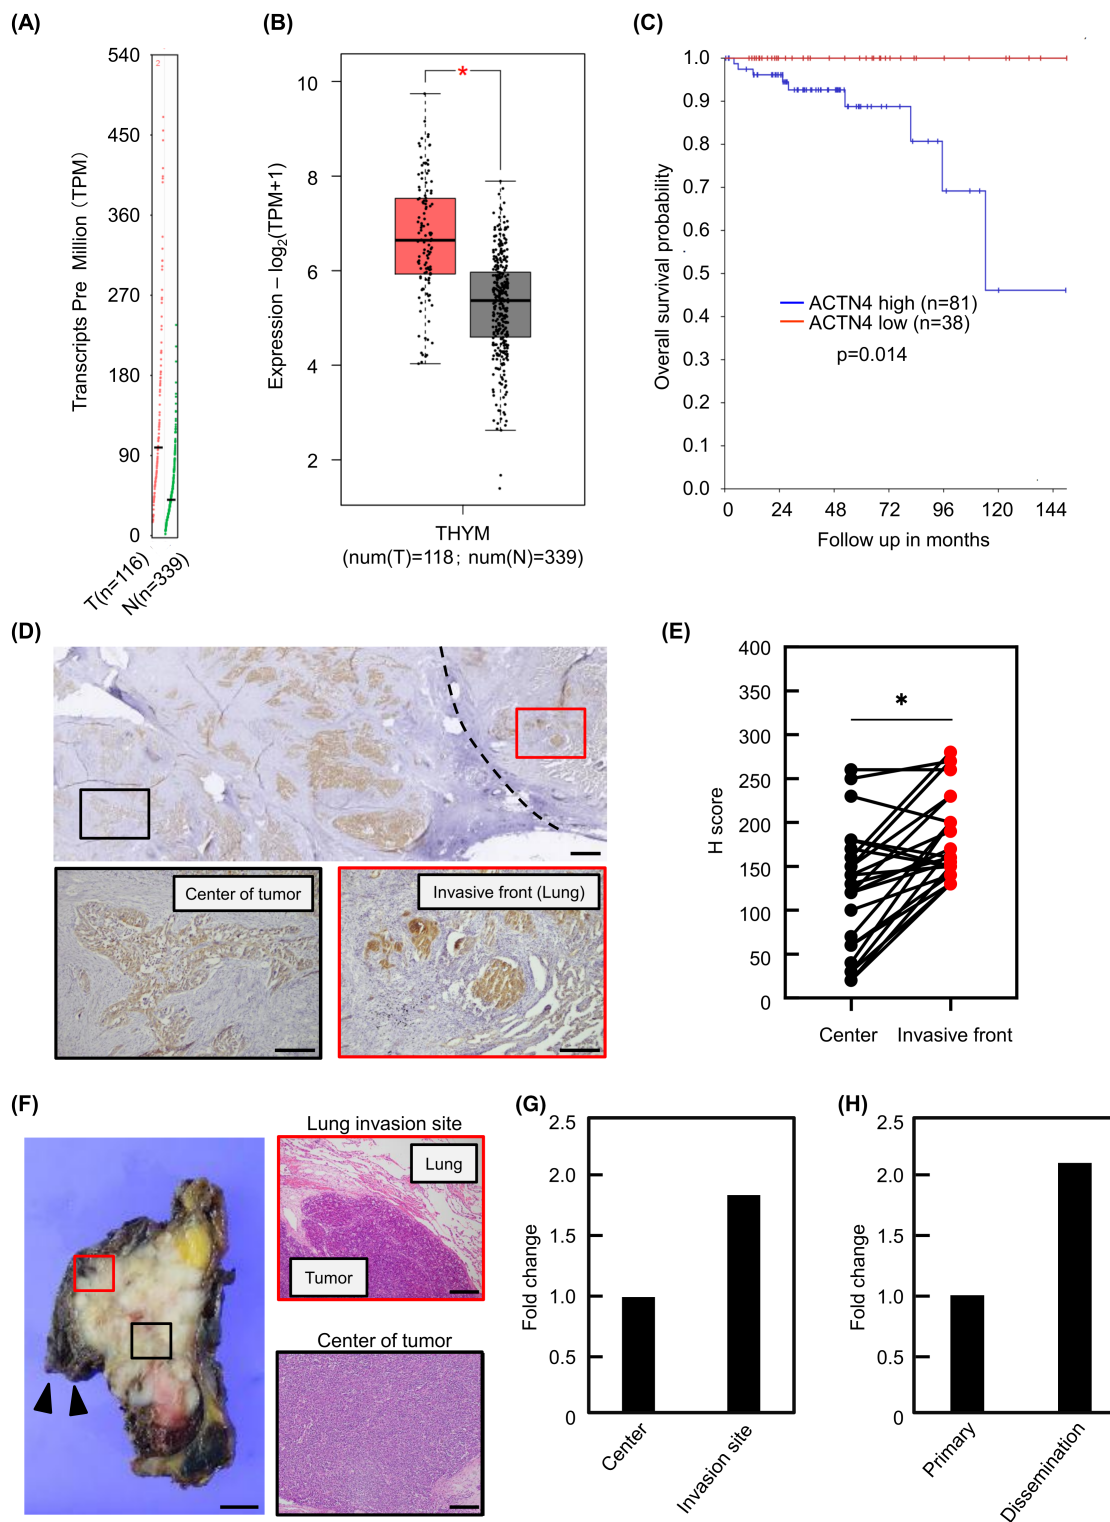 (A)
540
450
360
270
180
90
0
Transcripts Pre Million (TPM)
2
T(n=116)
N(n=339)
(B)
10
8
6
4
2
Expression – log2(TPM+1)
*
THYM
(num(T)=118; num(N)=339)
(C)
1.0
0.9
0.8
0.7
0.6
0.5
0.4
0.3
0.2
0.1
0.0
Overall survival probability
ACTN4 high (n=81)
ACTN4 low (n=38)
p=0.014
0 24 48 72 96 120 144
Follow up in months
(D)
Center of tumor
Invasive front (Lung)
(E)
400
350
300
250
200
150
100
50
0
H score
*
Center Invasive front
(F)
Lung invasion site
Lung
Tumor
Center of tumor
(G)
2.5
2.0
1.5
1.0
0.5
0
Fold change
Center
Invasion site
(H)
2.5
2.0
1.5
1.0
0.5
0
Fold change
Primary
Dissemination